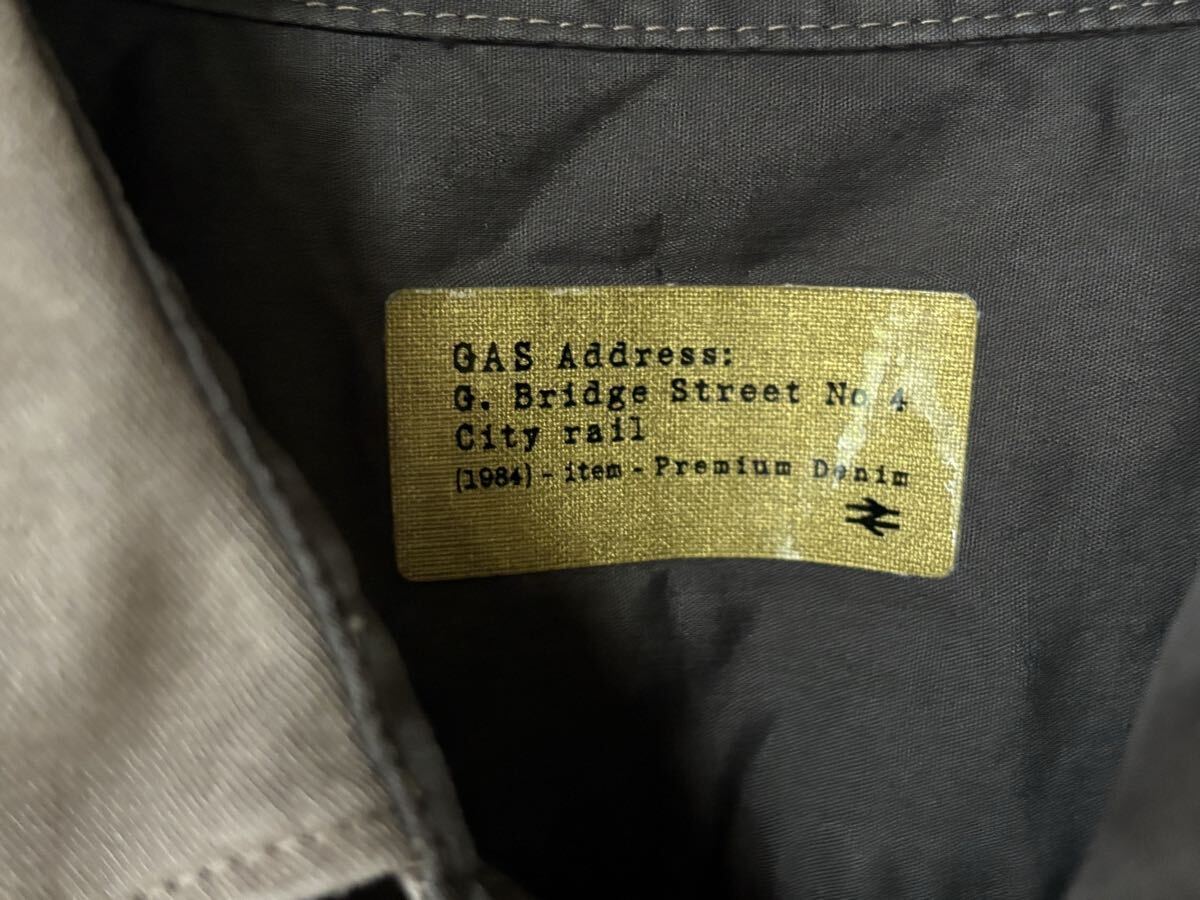 GAS Address:
G. Bridge Street No 4
City rail
(1984) - item - Premium Denim